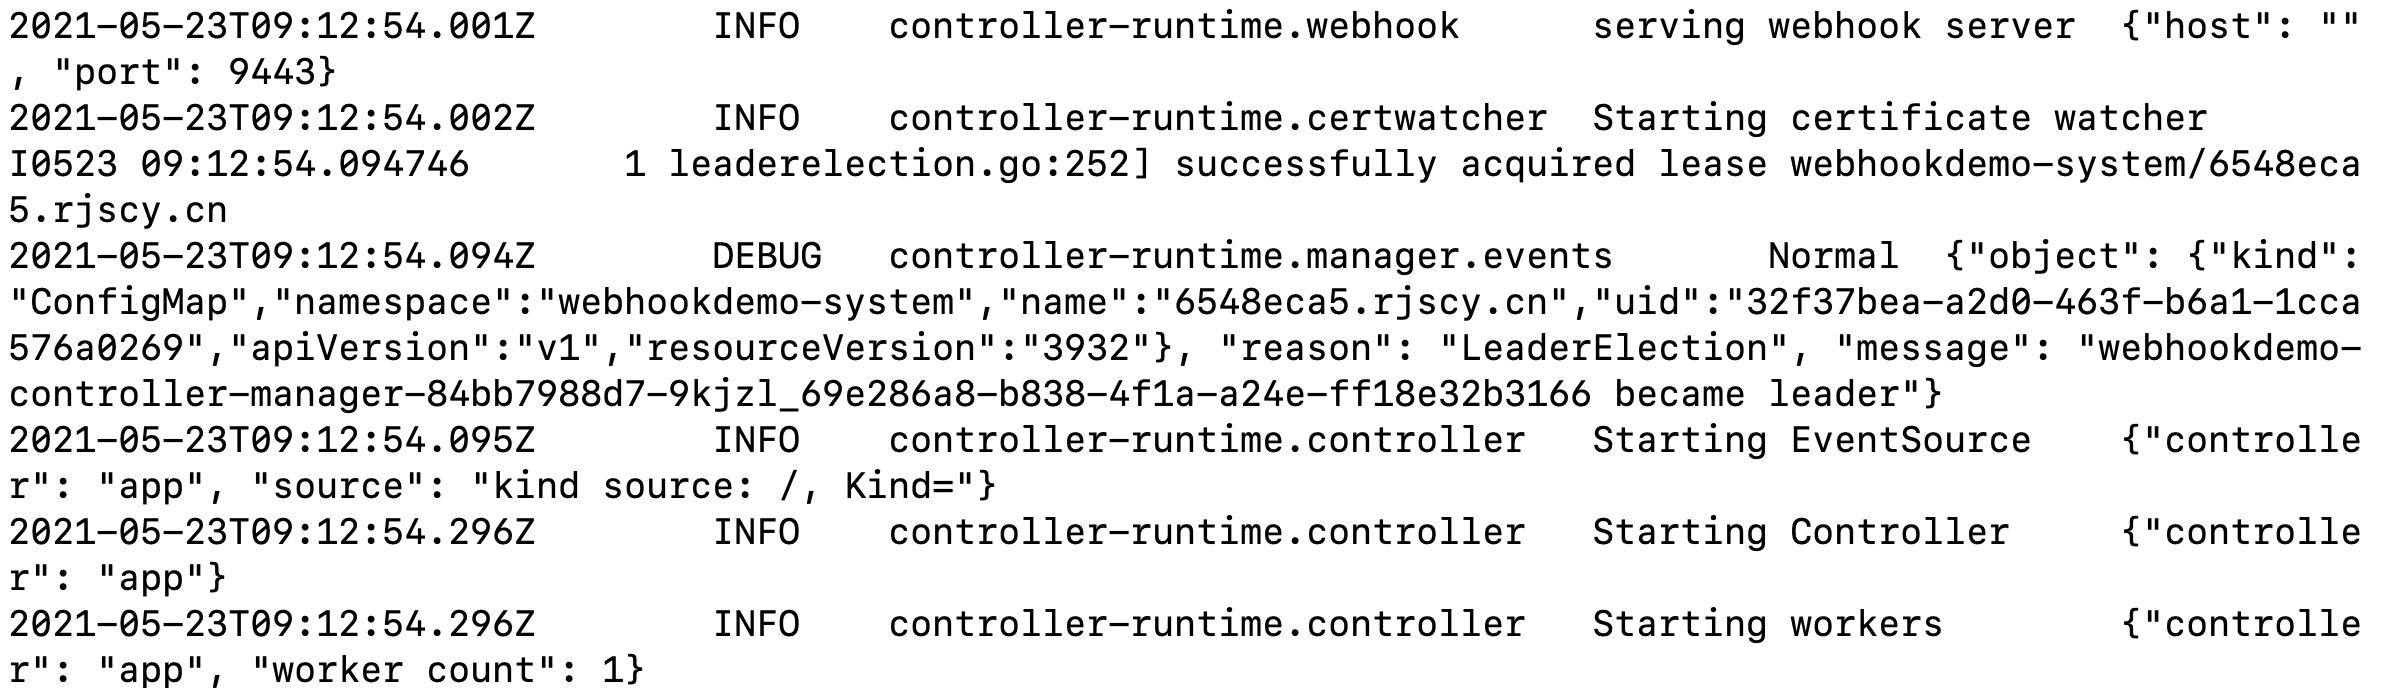 2021-05-23T09:12:54.001Z        INFO    controller-runtime.webhook      serving webhook server  {"host": ""
, "port": 9443}
2021-05-23T09:12:54.002Z        INFO    controller-runtime.certwatcher  Starting certificate watcher
I0523 09:12:54.094746       1 leaderelection.go:252] successfully acquired lease webhookdemo-system/6548eca
5.rjscy.cn
2021-05-23T09:12:54.094Z        DEBUG   controller-runtime.manager.events       Normal  {"object": {"kind":
"ConfigMap","namespace":"webhookdemo-system","name":"6548eca5.rjscy.cn","uid":"32f37bea-a2d0-463f-b6a1-1cca
576a0269","apiVersion":"v1","resourceVersion":"3932"}, "reason": "LeaderElection", "message": "webhookdemo-
controller-manager-84bb7988d7-9kjzl_69e286a8-b838-4f1a-a24e-ff18e32b3166 became leader"}
2021-05-23T09:12:54.095Z        INFO    controller-runtime.controller   Starting EventSource    {"controlle
r": "app", "source": "kind source: /, Kind="}
2021-05-23T09:12:54.296Z        INFO    controller-runtime.controller   Starting Controller     {"controlle
r": "app"}
2021-05-23T09:12:54.296Z        INFO    controller-runtime.controller   Starting workers        {"controlle
r": "app", "worker count": 1}